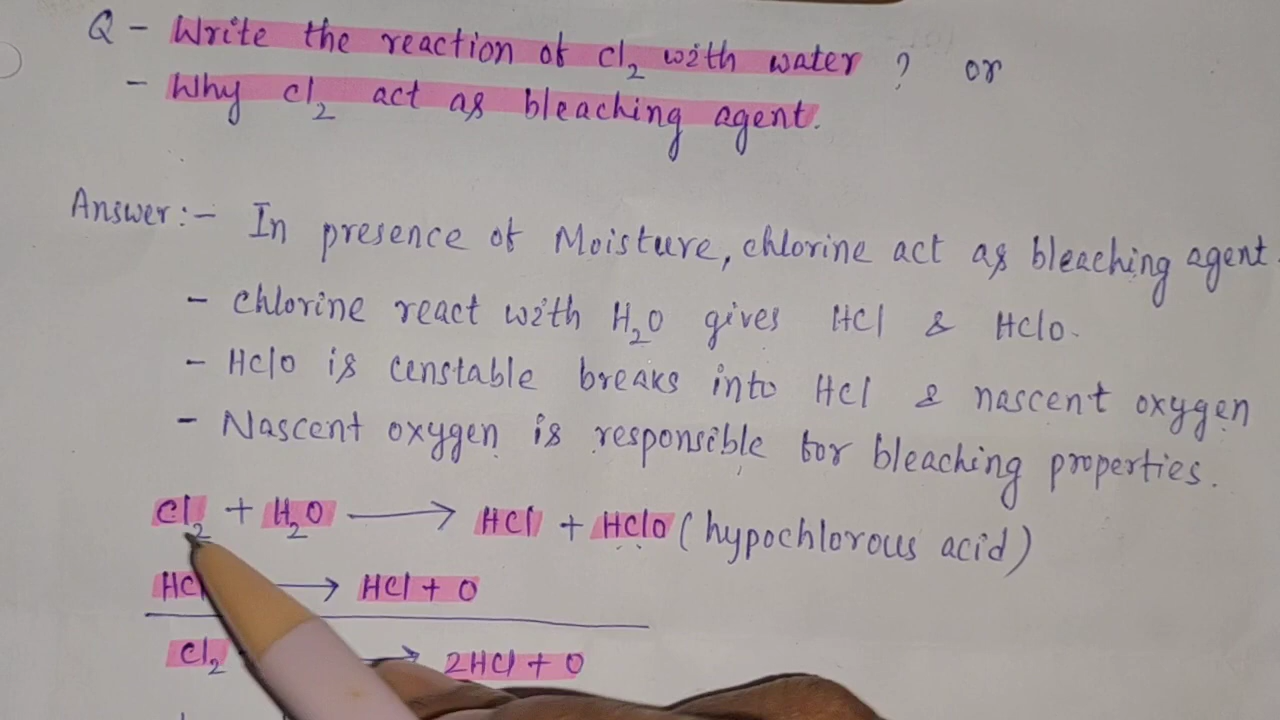 Q - Write the reaction of Cl₂ with water ? or
- Why Cl₂ act as bleaching agent.
Answer:- In presence of Moisture, chlorine act as bleaching agent.
- chlorine react with H₂O gives HCl & HClO.
- HClO is unstable breaks into HCl & nascent oxygen
- Nascent oxygen is responsible for bleaching properties.
Cl₂ + H₂O ⟶ HCl + HClO (hypochlorous acid)
HCl ⟶ HCl + O
Cl₂ ⟶ 2HCl + O